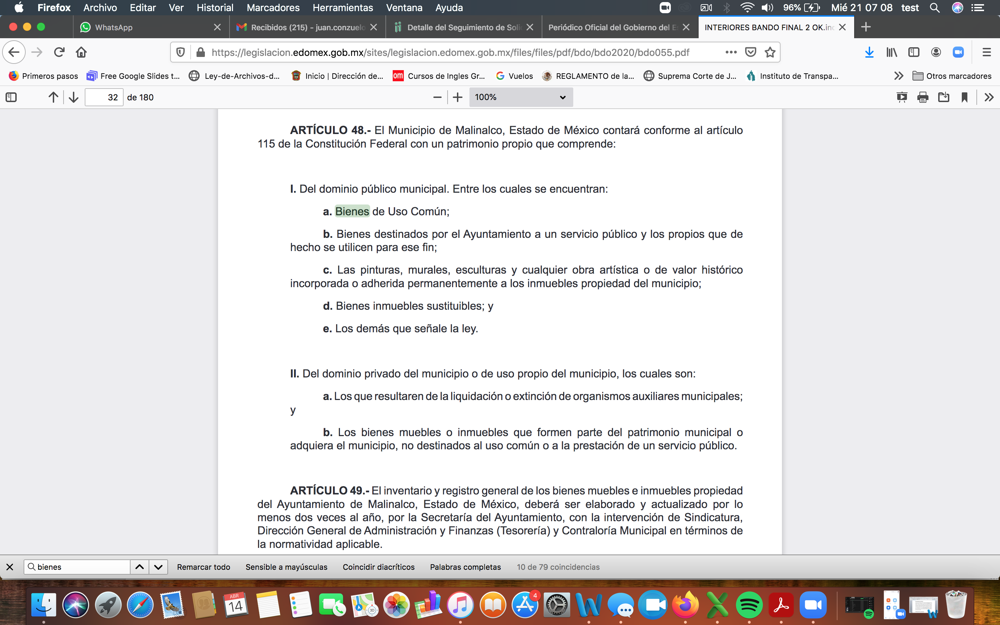 Firefox Archivo Editar Ver Historial Marcadores Herramientas Ventana Ayuda 96% Mié 21 07 08 test
WhatsApp Recibidos (215) - juan.conzuelo Detalle del Seguimiento de Soli Periódico Oficial del Gobierno del E INTERIORES BANDO FINAL 2 OK.ind
https://legislacion.edomex.gob.mx/sites/legislacion.edomex.gob.mx/files/files/pdf/bdo/bdo2020/bdo055.pdf
Primeros pasos Free Google Slides t... Ley-de-Archivos-d... Inicio | Dirección de... om Cursos de Ingles Gr... Vuelos REGLAMENTO de la... Suprema Corte de J... Instituto de Transpa... Otros marcadores
32 de 180 100%
ARTÍCULO 48.- El Municipio de Malinalco, Estado de México contará conforme al artículo
115 de la Constitución Federal con un patrimonio propio que comprende:
I. Del dominio público municipal. Entre los cuales se encuentran:
a. Bienes de Uso Común;
b. Bienes destinados por el Ayuntamiento a un servicio público y los propios que de
hecho se utilicen para ese fin;
c. Las pinturas, murales, esculturas y cualquier obra artística o de valor histórico
incorporada o adherida permanentemente a los inmuebles propiedad del municipio;
d. Bienes inmuebles sustituibles; y
e. Los demás que señale la ley.
II. Del dominio privado del municipio o de uso propio del municipio, los cuales son:
a. Los que resultaren de la liquidación o extinción de organismos auxiliares municipales;
y
b. Los bienes muebles o inmuebles que formen parte del patrimonio municipal o
adquiera el municipio, no destinados al uso común o a la prestación de un servicio público.
ARTÍCULO 49.- El inventario y registro general de los bienes muebles e inmuebles propiedad
del Ayuntamiento de Malinalco, Estado de México, deberá ser elaborado y actualizado por lo
menos dos veces al año, por la Secretaría del Ayuntamiento, con la intervención de Sindicatura,
Dirección General de Administración y Finanzas (Tesorería) y Contraloría Municipal en términos de
la normatividad aplicable.
bienes Remarcar todo Sensible a mayúsculas Coincidir diacríticos Palabras completas 10 de 79 coincidencias
ABR
14
3D
4